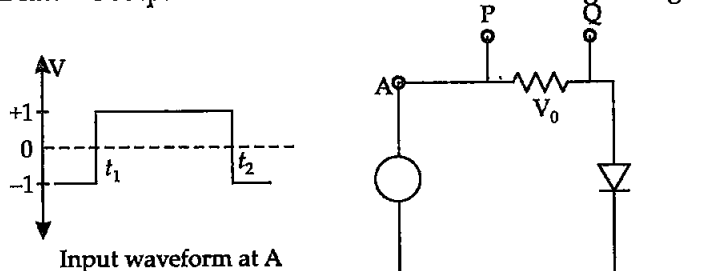 P
Q
V
A
+1
V₀
0
t₁
t₂
−1
Input waveform at A